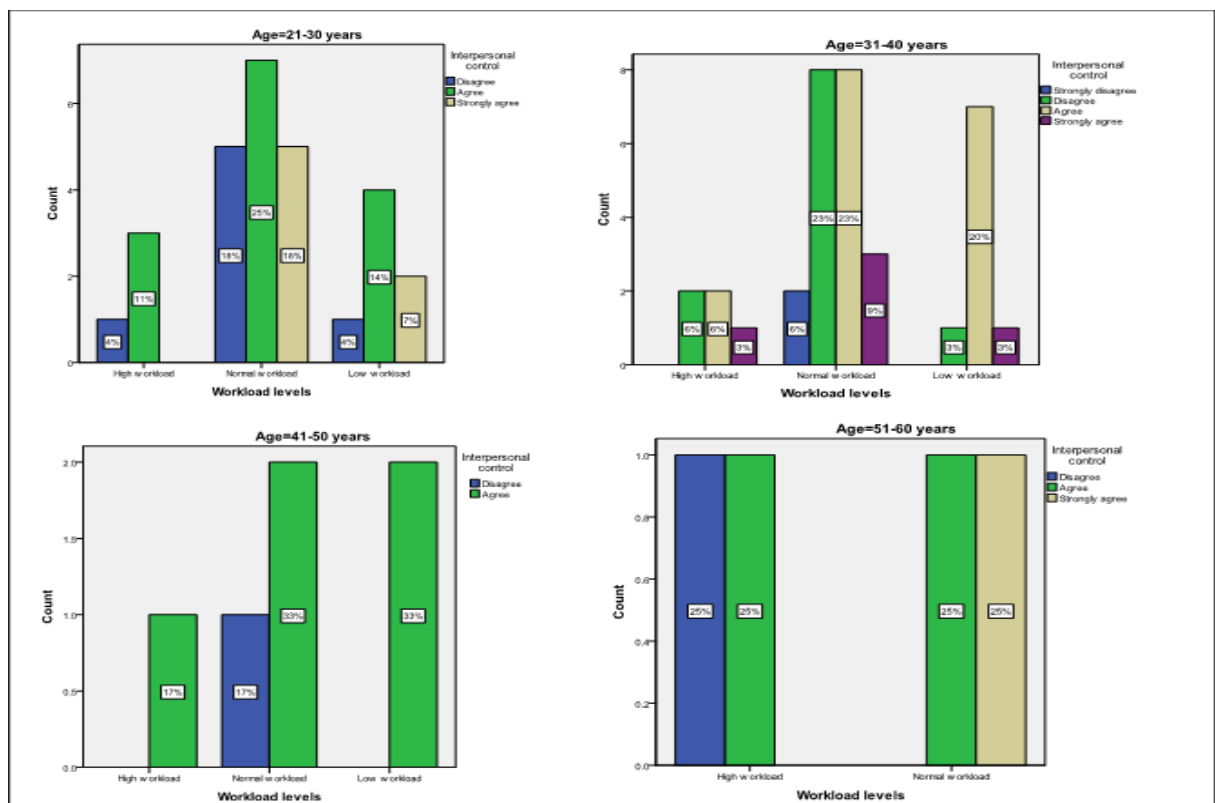 Age=21-30 years
Interpersonal
control
Disagree
Agree
Strongly agree
Count
6
4
2
0
4%
11%
18%
25%
18%
4%
14%
7%
High workload
Normal workload
Low workload
Workload levels
Age=31-40 years
Interpersonal
control
Strongly disagree
Disagree
Agree
Strongly agree
Count
8
6
4
2
0
6%
6%
3%
6%
23%
23%
9%
3%
20%
3%
High workload
Normal workload
Low workload
Workload levels
Age=41-50 years
Interpersonal
control
Disagree
Agree
Count
2.0
1.5
1.0
0.5
0.0
17%
17%
33%
33%
High workload
Normal workload
Low workload
Workload levels
Age=51-60 years
Interpersonal
control
Disagree
Agree
Strongly agree
Count
1.0
0.8
0.6
0.4
0.2
0.0
25%
25%
25%
25%
High workload
Normal workload
Workload levels